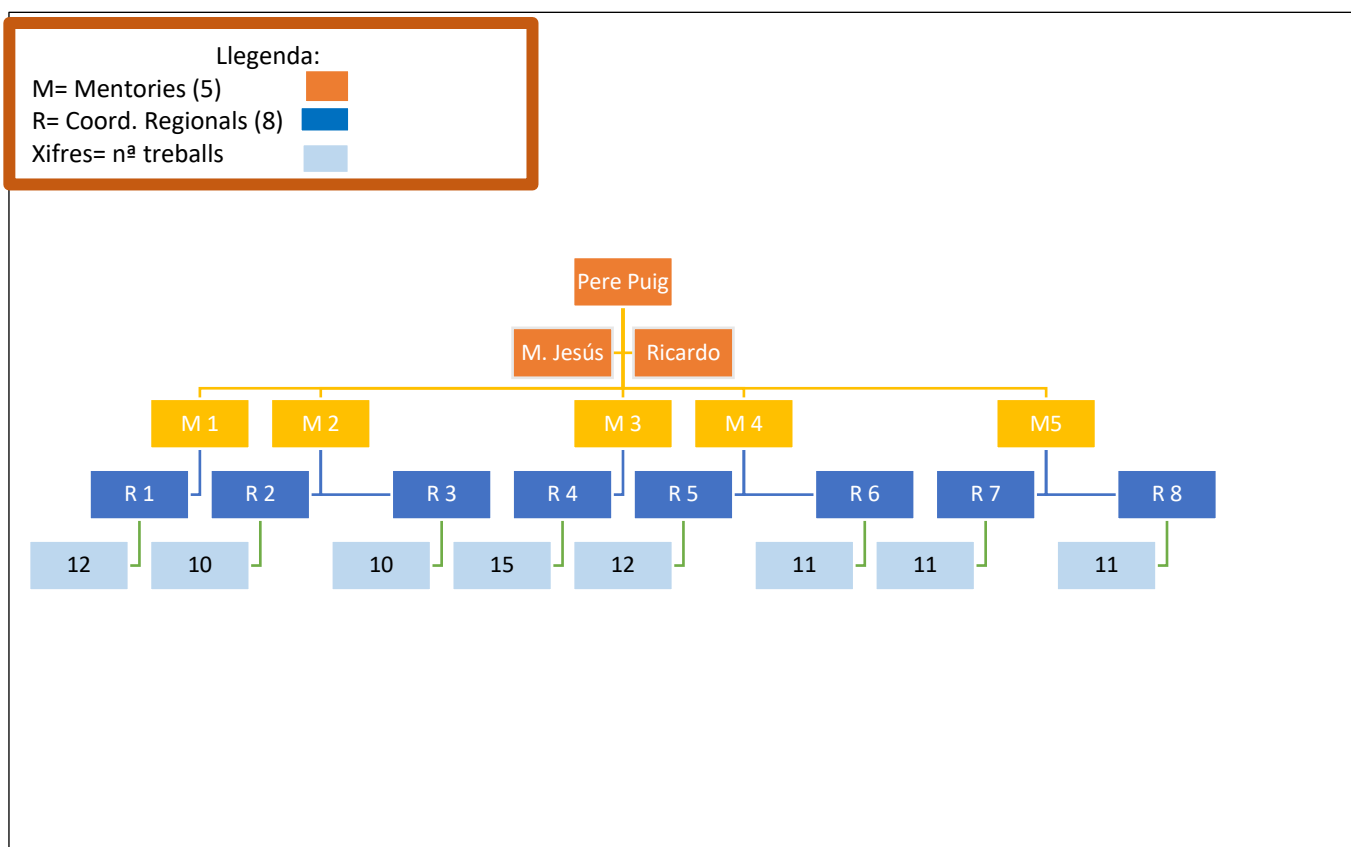 Llegenda:
M= Mentories (5)
R= Coord. Regionals (8)
Xifres= nª treballs
Pere Puig
M. Jesús
Ricardo
M 1
M 2
M 3
M 4
M5
R 1
R 2
R 3
R 4
R 5
R 6
R 7
R 8
12
10
10
15
12
11
11
11